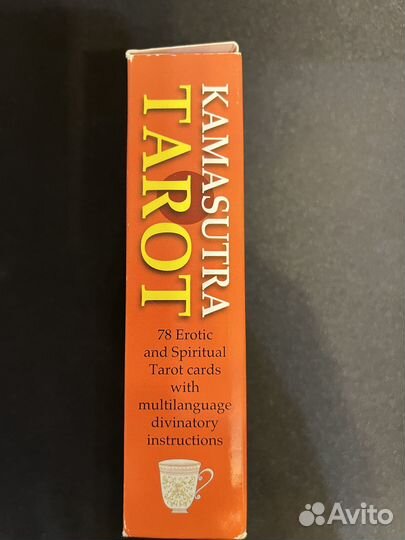 KAMASUTRA
TAROT
78 Erotic
and Spiritual
Tarot cards
with
multilanguage
divinatory
instructions
Avito